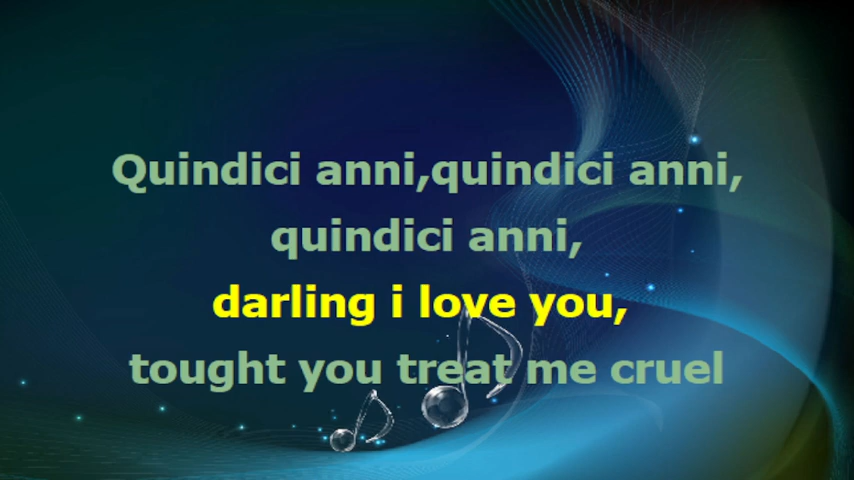 Quindici anni,quindici anni,
quindici anni,
darling i love you,
tought you treat me cruel